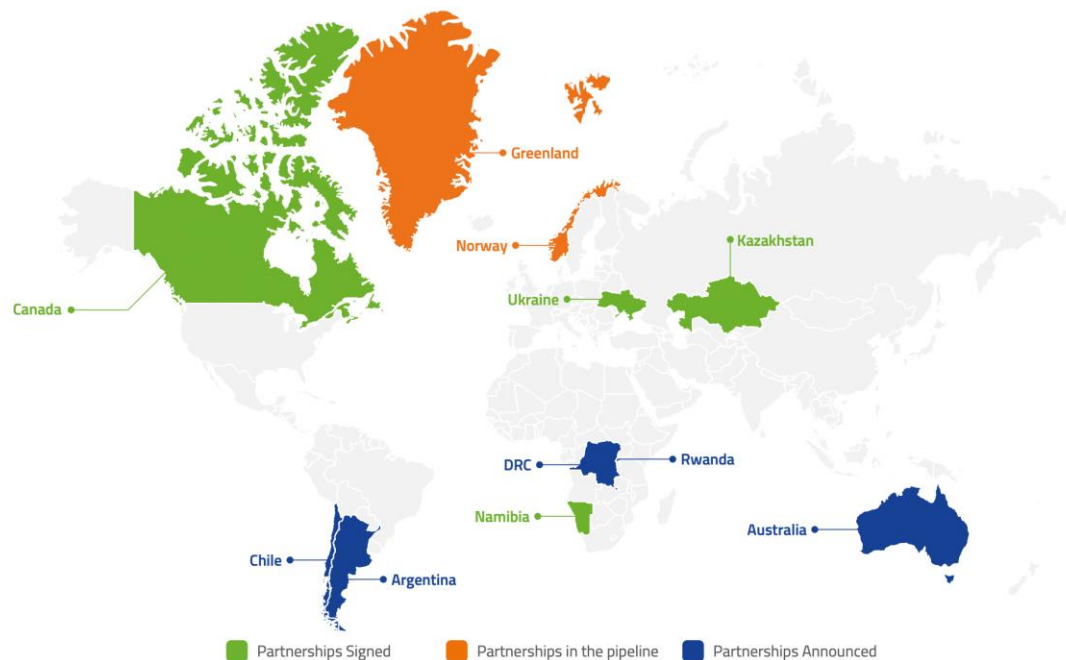 Greenland
Norway
Kazakhstan
Ukraine
Canada
DRC
Rwanda
Namibia
Australia
Chile
Argentina
Partnerships Signed
Partnerships in the pipeline
Partnerships Announced